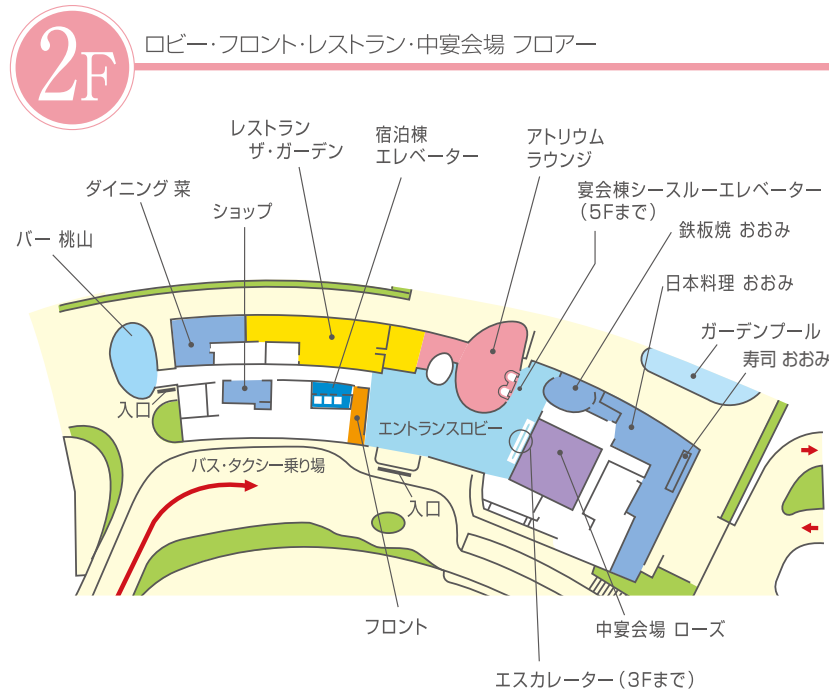 2F
ロビー・フロント・レストラン・中宴会場 フロアー
レストラン
ザ・ガーデン
宿泊棟
エレベーター
アトリウム
ラウンジ
宴会棟シースルーエレベーター
（5Fまで）
ダイニング 菜
ショップ
バー 桃山
鉄板焼 おおみ
日本料理 おおみ
ガーデンプール
寿司 おおみ
入口
エントランスロビー
バス・タクシー乗り場
入口
フロント
中宴会場 ローズ
エスカレーター（3Fまで）